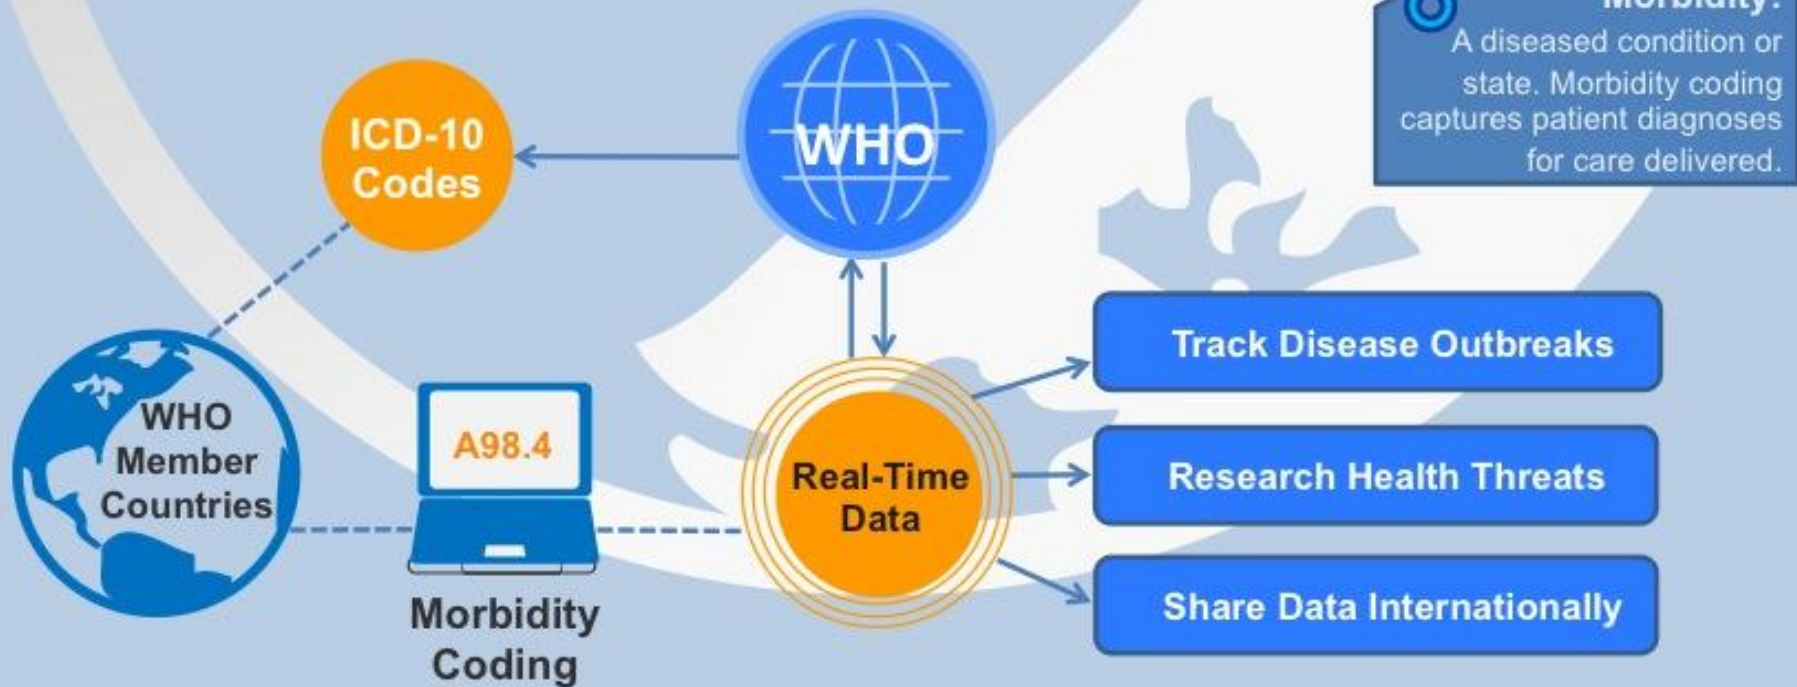 Morbidity:
A diseased condition or
state. Morbidity coding
captures patient diagnoses
for care delivered.
ICD-10
Codes
WHO
Track Disease Outbreaks
WHO
Member
Countries
A98.4
Morbidity
Coding
Real-Time
Data
Research Health Threats
Share Data Internationally